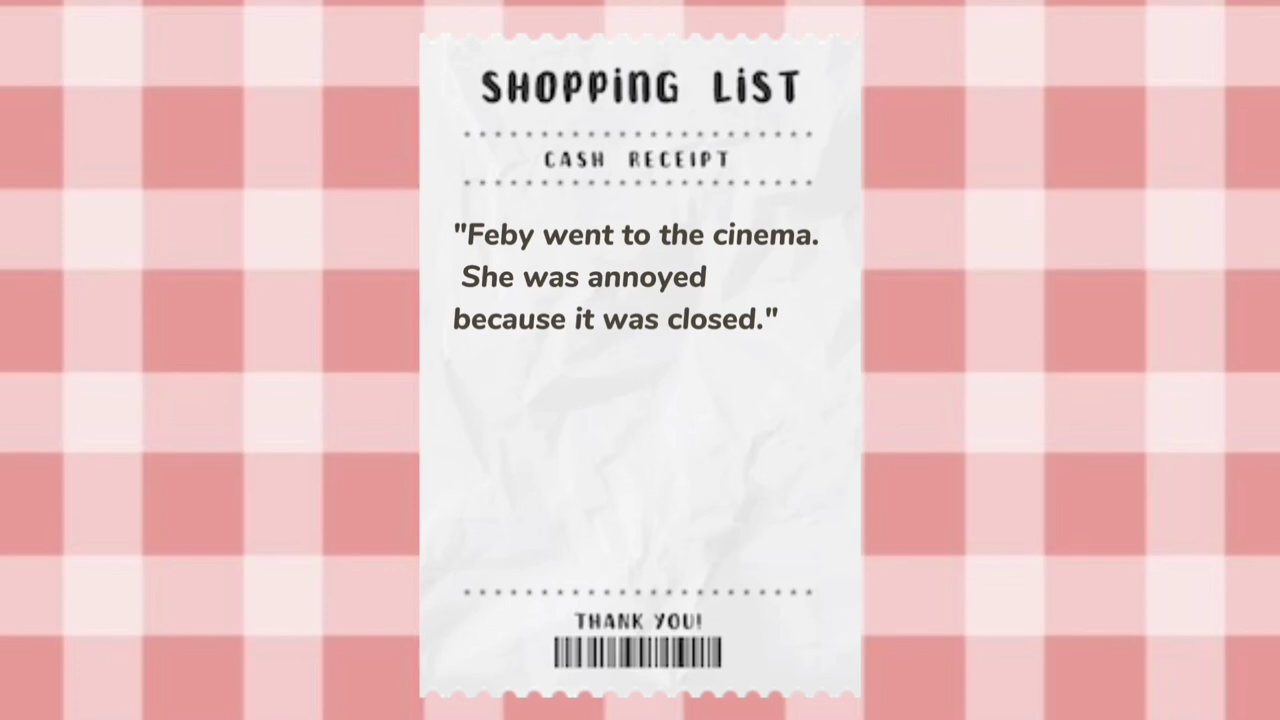 SHOPPiNG LiST
CASH RECEIPT
"Feby went to the cinema.
She was annoyed
because it was closed."
THANK YOU!